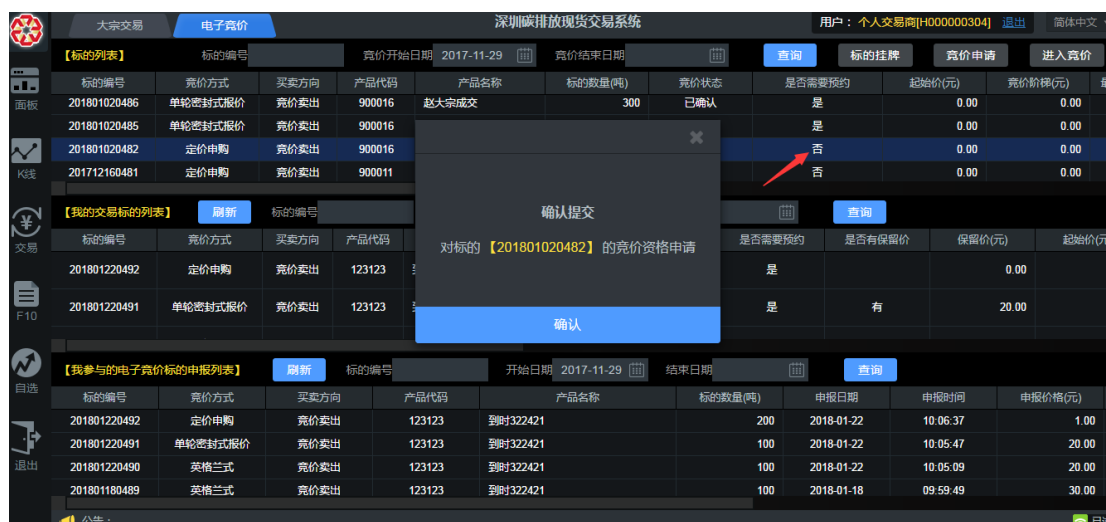 大宗交易 电子竞价 深圳碳排放现货交易系统 用户： 个人交易商[H000000304] 退出 简体中文
【标的列表】 标的编号 竞价开始日期 2017-11-29 竞价结束日期 查询 标的挂牌 竞价申请 进入竞价
标的编号 竞价方式 买卖方向 产品代码 产品名称 标的数量(吨) 竞价状态 是否需要预约 起始价(元) 竞价阶梯(元)
201801020486 单轮密封式报价 竞价卖出 900016 赵大宗成交 300 已确认 是 0.00 0.00
201801020485 单轮密封式报价 竞价卖出 900016 是 0.00 0.00
201801020482 定价申购 竞价卖出 900016 否 0.00 0.00
201712160481 定价申购 竞价卖出 900011 否 0.00 0.00
面板
K线
交易
F10
自选
退出
【我的交易标的列表】 刷新 标的编号 查询
标的编号 竞价方式 买卖方向 产品代码 是否需要预约 是否有保留价 保留价(元) 起始价(元
201801220492 定价申购 竞价卖出 123123 是 0.00
201801220491 单轮密封式报价 竞价卖出 123123 是 有 20.00
确认提交
对标的 【201801020482】 的竞价资格申请
确认
【我参与的电子竞价标的申报列表】 刷新 标的编号 开始日期 2017-11-29 结束日期 查询
标的编号 竞价方式 买卖方向 产品代码 产品名称 标的数量(吨) 申报日期 申报时间 申报价格(元)
201801220492 定价申购 竞价卖出 123123 到时322421 200 2018-01-22 10:06:37 1.00
201801220491 单轮密封式报价 竞价卖出 123123 到时322421 100 2018-01-22 10:05:47 20.00
201801220490 英格兰式 竞价卖出 123123 到时322421 100 2018-01-22 10:05:09 20.00
201801180489 英格兰式 竞价卖出 123123 到时322421 100 2018-01-18 09:59:49 30.00
公告：